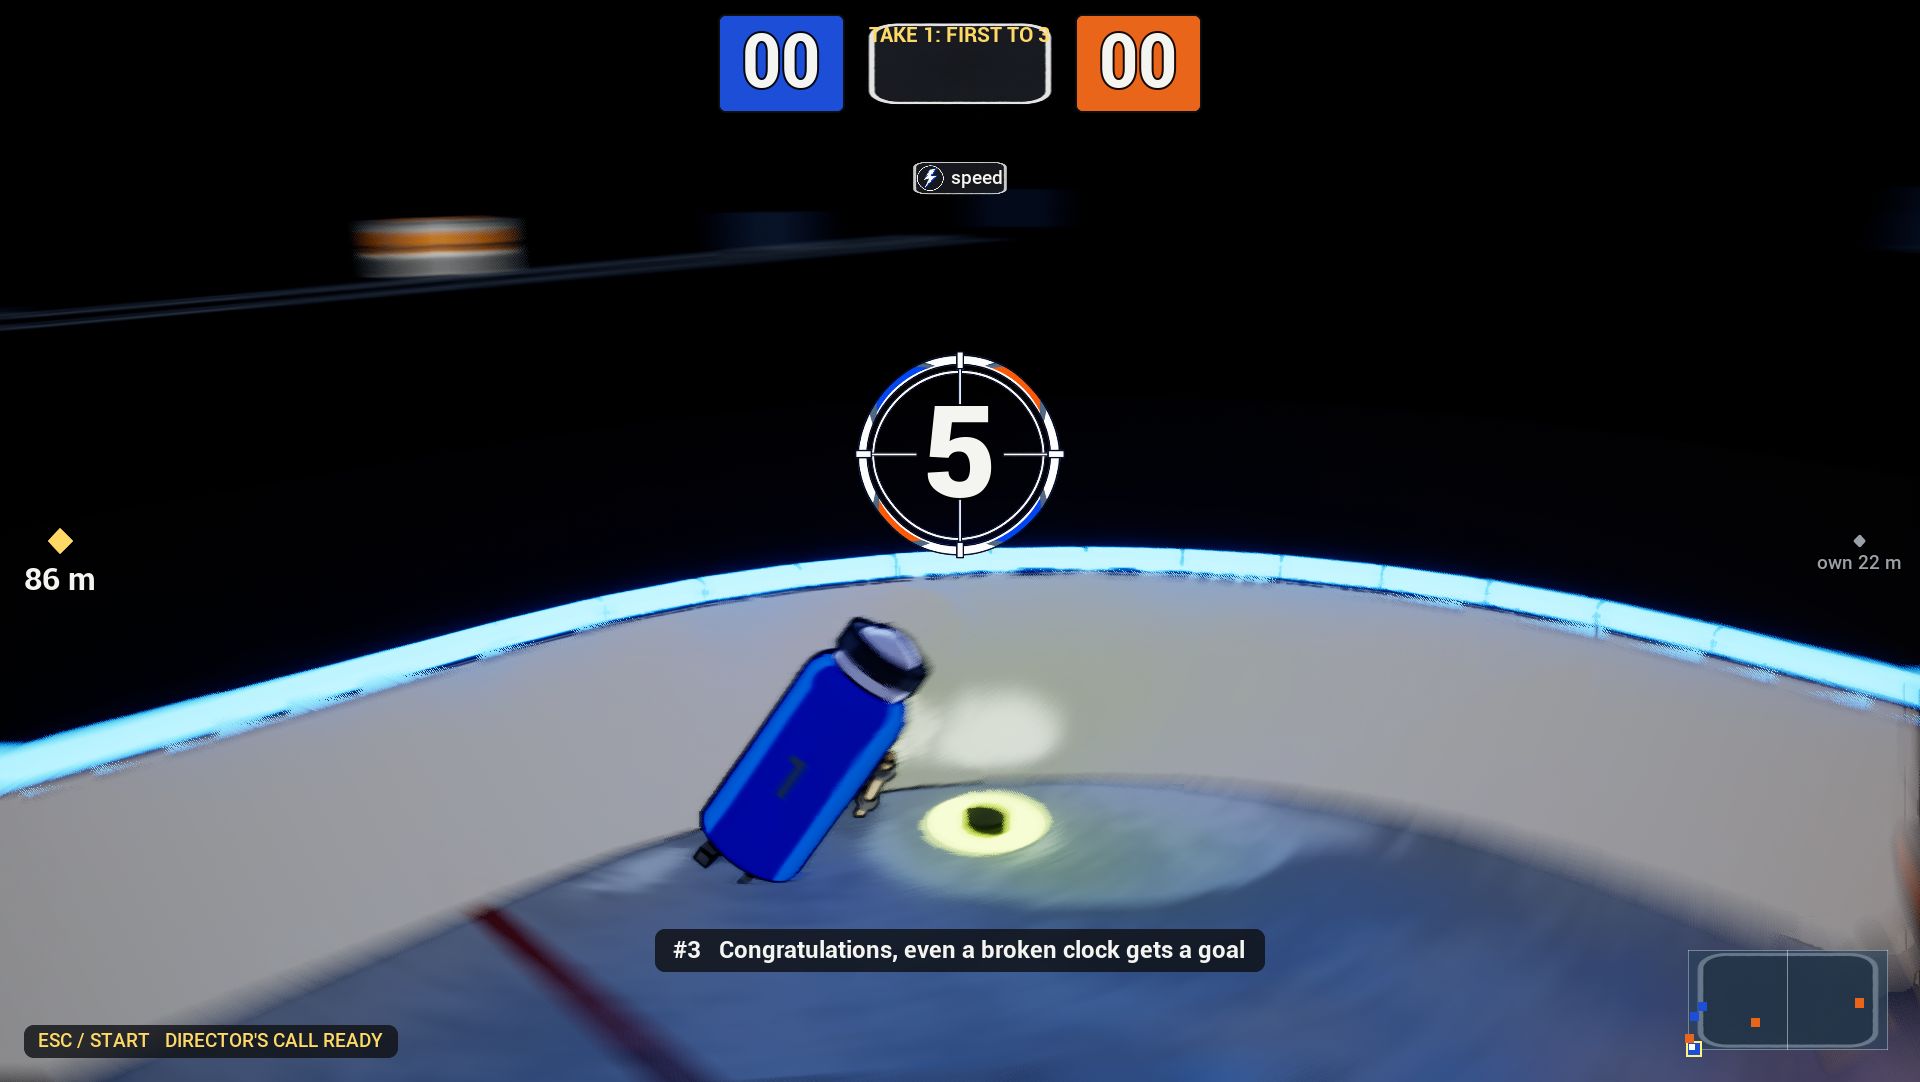 00
TAKE 1: FIRST TO 3
00
speed
5
86 m
own 22 m
1
#3 Congratulations, even a broken clock gets a goal
ESC / START DIRECTOR'S CALL READY